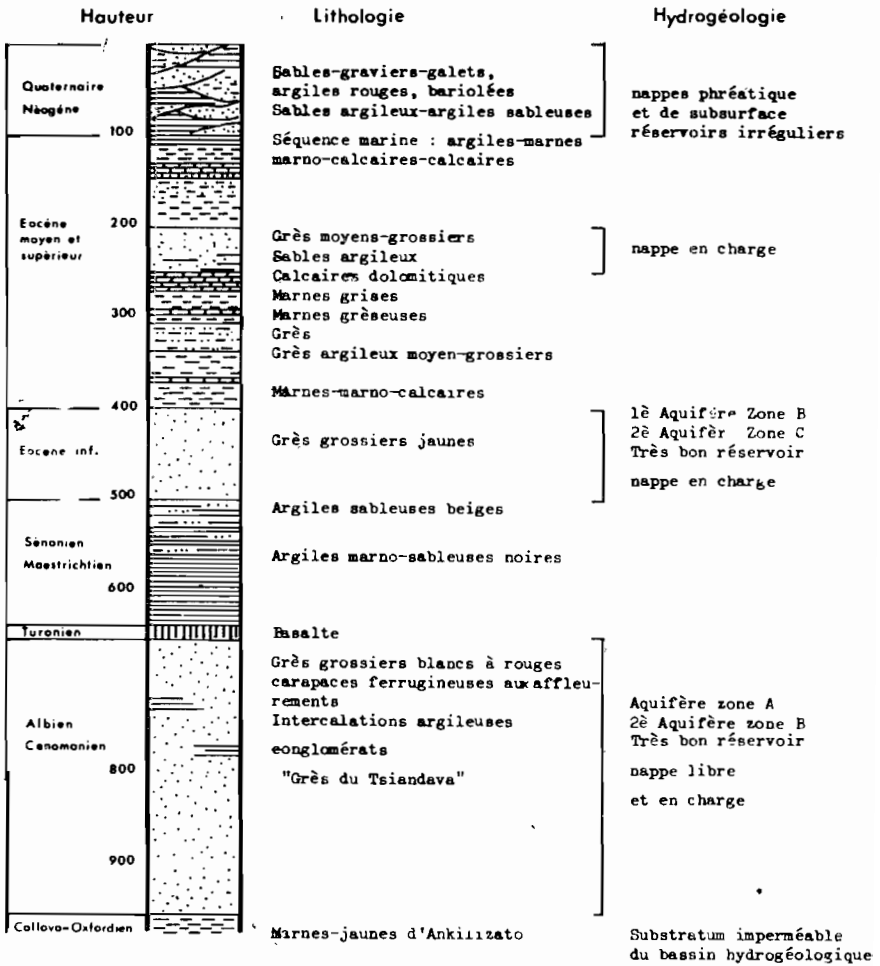 Hauteur Lithologie Hydrogéologie
Quaternaire
Nèogéne
100
Sables-graviers-galets,
argiles rouges, bariolées
Sables argileux-argiles sableuses
nappes phréatique
et de subsurface
réservoirs irréguliers
Séquence marine : argiles-marnes
marno-calcaires-calcaires
Eocéne
moyen et
supèrieur
200
300
400
Grès moyens-grossiers
Sables argileux
Calcaires dolomitiques
Marnes grises
Marnes grèseuses
Grès
Grès argileux moyen-grossiers
Marnes-marno-calcaires
nappe en charge
Eocene inf.
500
Grès grossiers jaunes
1è Aquifère Zone B
2è Aquifèr Zone C
Très bon réservoir
nappe en charge
Sénonien
Maestrichtien
600
Argiles sableuses beiges
Argiles marno-sableuses noires
Turonien
Basalte
Albien
Cenomanien
800
900
Grès grossiers blancs à rouges
carapaces ferrugineuses aux affleu-
rements
Intercalations argileuses
conglomérats
"Grès du Tsiandava"
Aquifère zone A
2è Aquifère zone B
Très bon réservoir
nappe libre
et en charge
Callovo-Oxfordien
Marnes-jaunes d'Ankilizato
Substratum imperméable
du bassin hydrogéologique